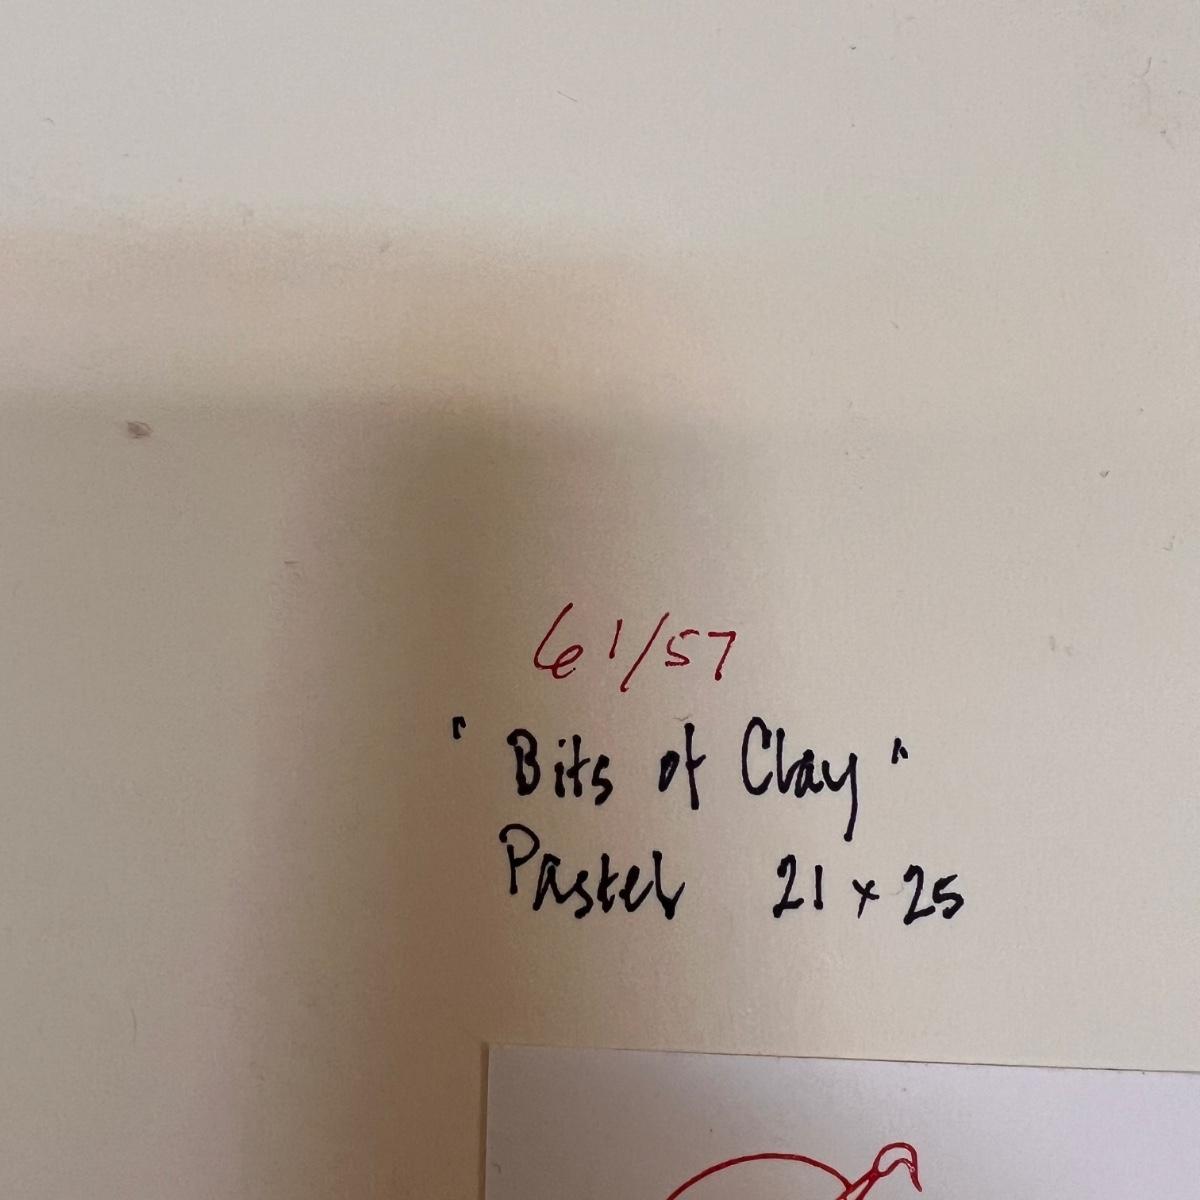 61/57
"Bits of Clay"
Pastel 21 x 25